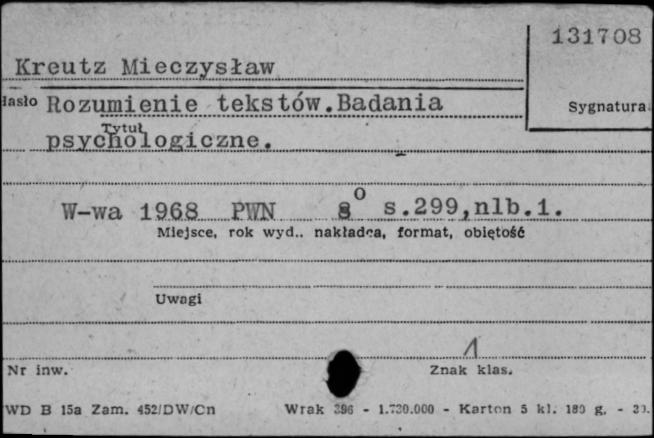 131708
Kreutz Mieczysław
Hasło Rozumienie tekstów.Badania
Sygnatura
Tytuł
psychologiczne.
W-wa 1968 PWN 8° s.299,nlb.1.
Miejsce, rok wyd., nakładca, format, objętość
Uwagi
1
Nr inw.
Znak klas.
WD B 15a Zam. 452/DW/Cn Wrak 396 - 1.730.000 - Karton 5 kl. 180 g. -